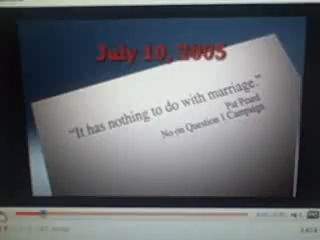 July 10, 2005
“It has nothing to do with marriage.”
Pat Peard
No on Question 1 Campaign